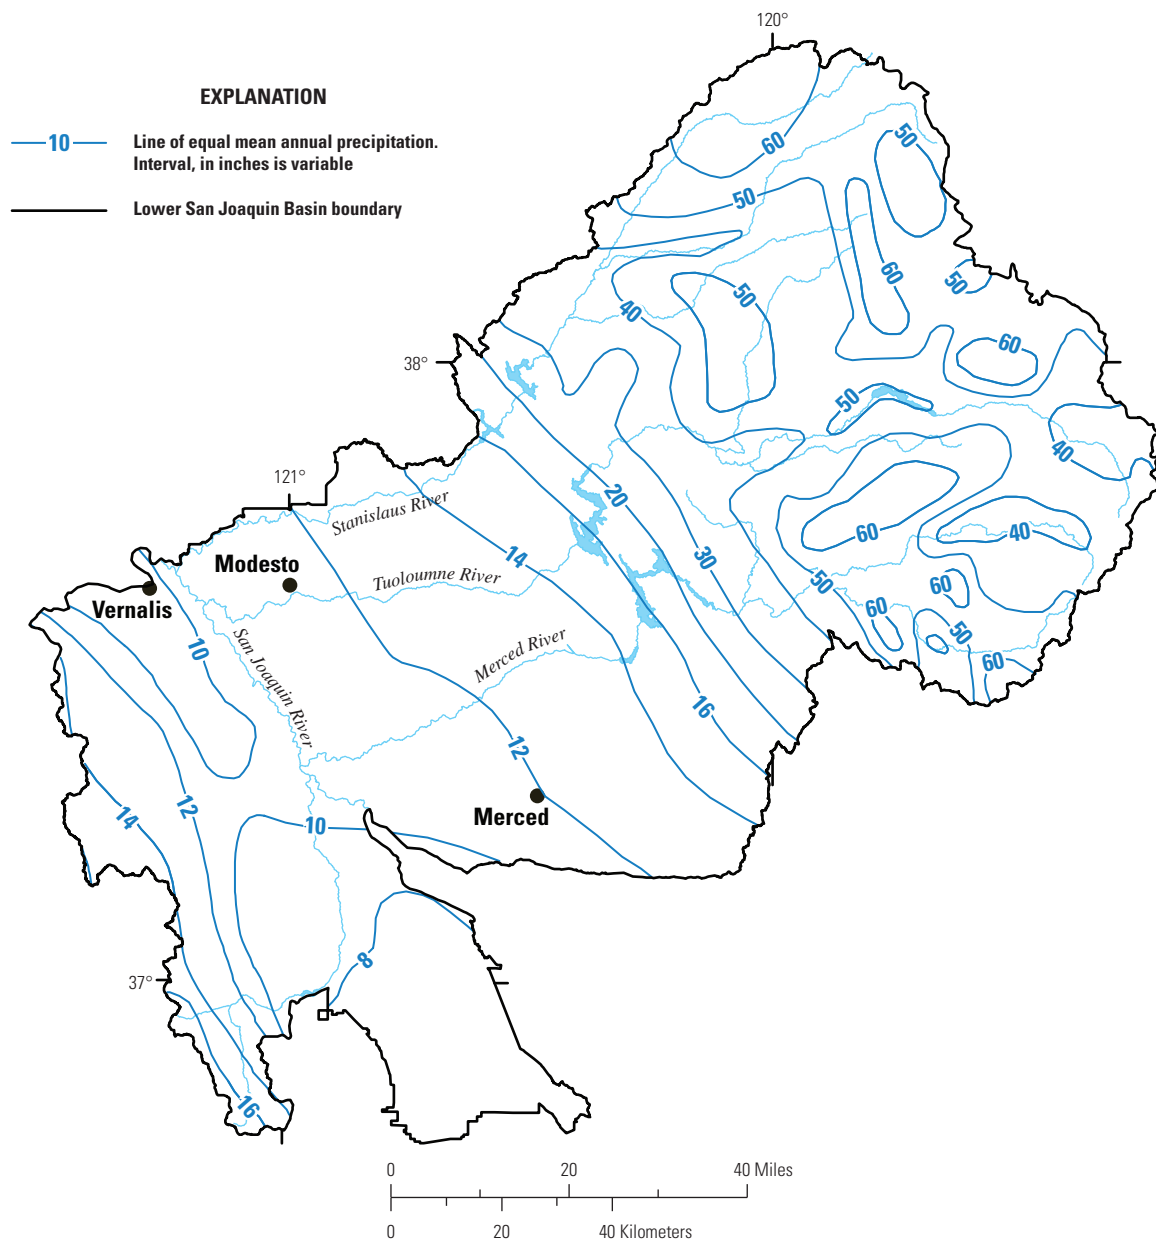 120°
EXPLANATION
10
Line of equal mean annual precipitation.
Interval, in inches is variable
Lower San Joaquin Basin boundary
60
50
50
60
50
40
50
60
38°
50
40
121°
20
Stanislaus River
60
40
14
30
Modesto
Tuoloumne River
50
60
Vernalis
60
10
San Joaquin River
Merced River
50
60
16
12
12
14
Merced
10
8
37°
16
0
20
40 Miles
0
20
40 Kilometers